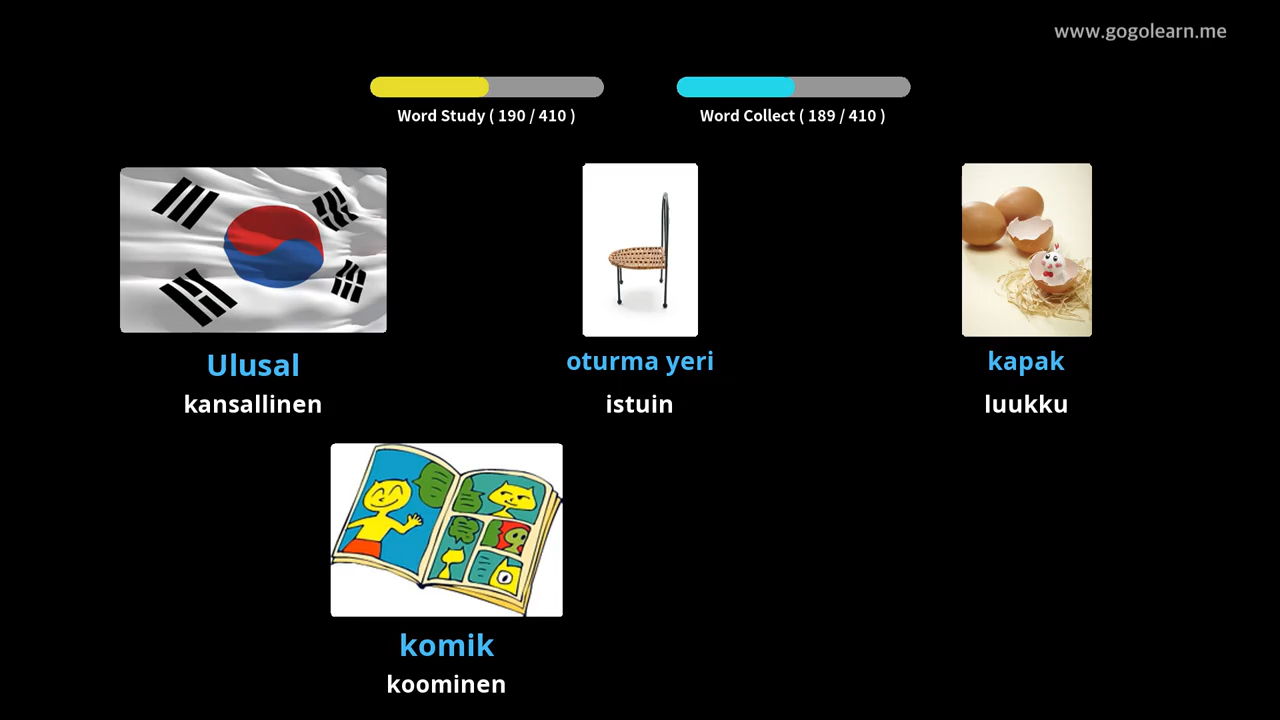 www.gogolearn.me
Word Study ( 190 / 410 )
Word Collect ( 189 / 410 )
Ulusal
kansallinen
oturma yeri
istuin
kapak
luukku
komik
koominen